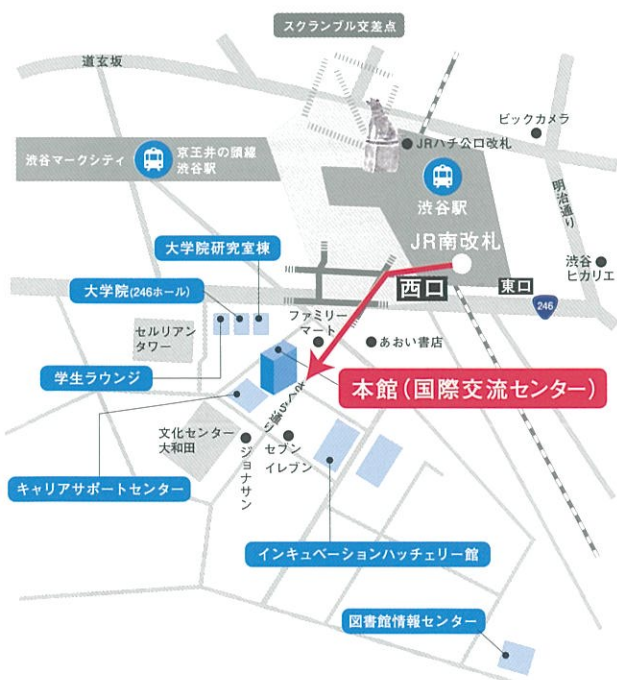 スクランブル交差点
道玄坂
ビックカメラ
JRハチ公口改札
渋谷マークシティ
京王井の頭線
渋谷駅
渋谷駅
明治通り
JR南改札
大学院研究室棟
渋谷
ヒカリエ
大学院(246ホール)
西口
東口
246
ファミリー
マート
あおい書店
セルリアン
タワー
学生ラウンジ
本館(国際交流センター)
さくら通り
文化センター
大和田
ジョナサン
セブン
イレブン
キャリアサポートセンター
インキュベーションハッチェリー館
図書館情報センター